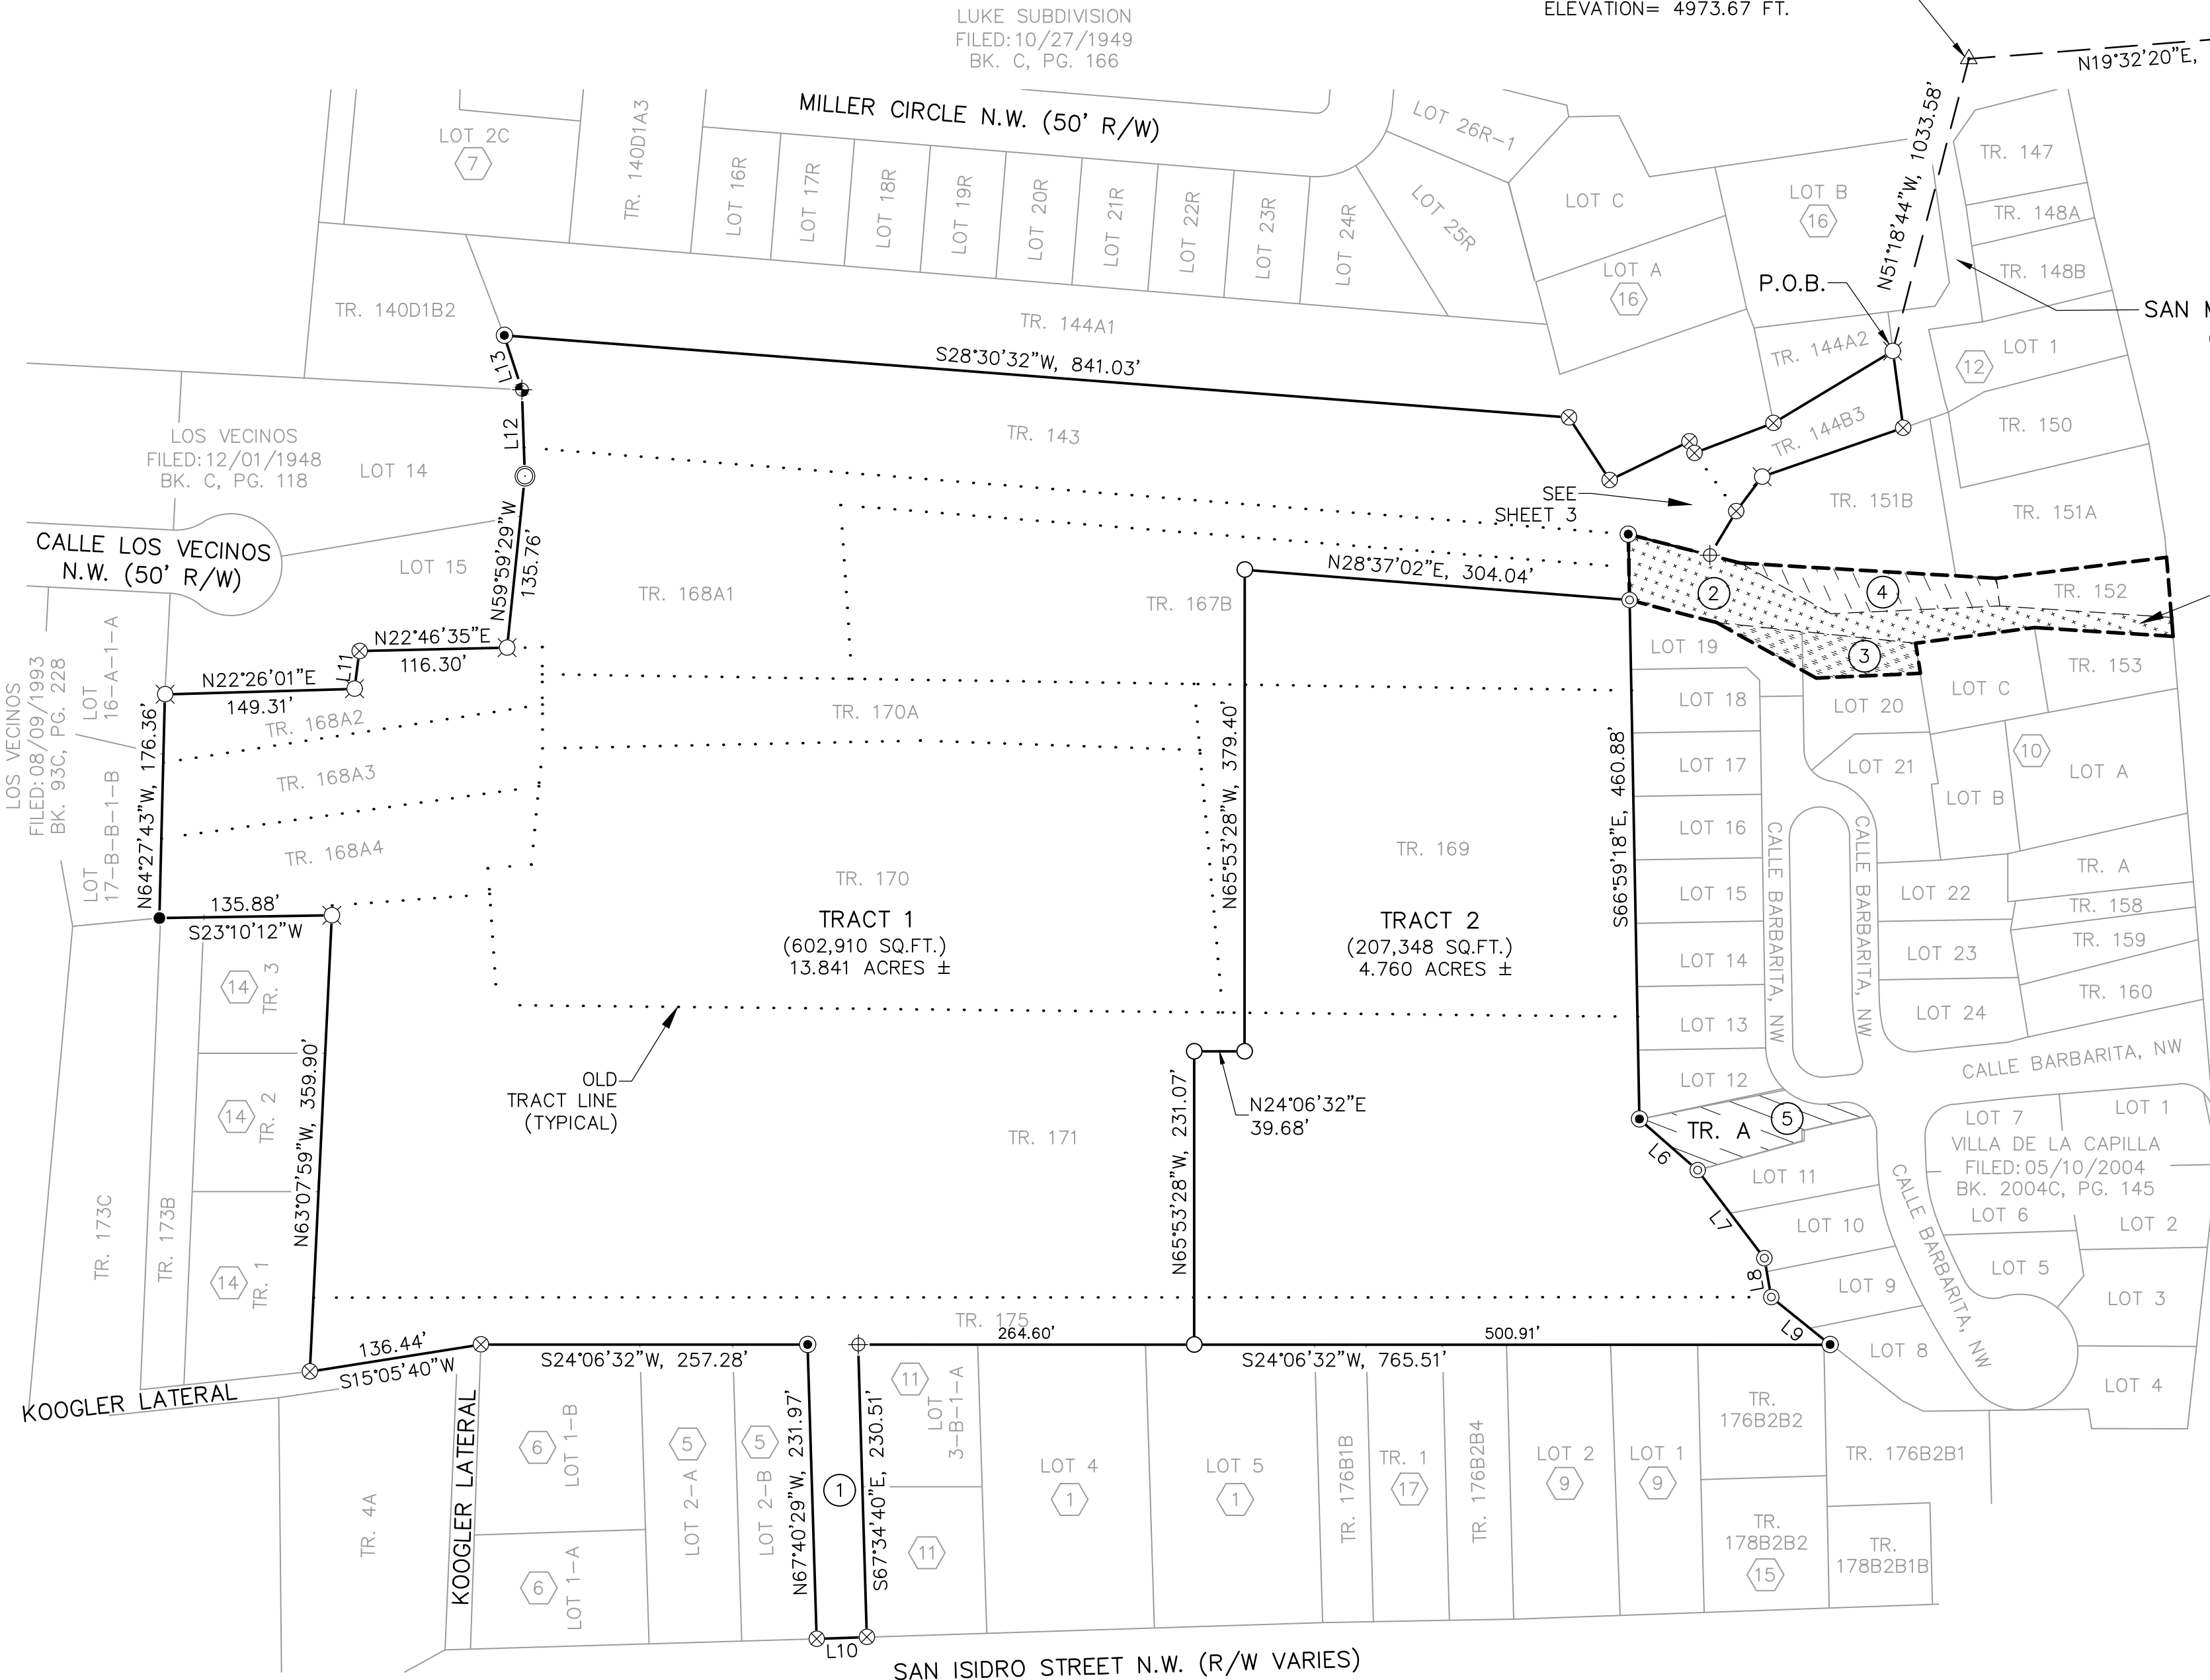 LUKE SUBDIVISION
FILED:10/27/1949
BK. C, PG. 166
ELEVATION= 4973.67 FT.
N19°32'20"E,
MILLER CIRCLE N.W. (50' R/W)
N51°18'44"W, 1033.58'
LOT 2C
7
TR. 140D1A3
LOT 16R
LOT 17R
LOT 18R
LOT 19R
LOT 20R
LOT 21R
LOT 22R
LOT 23R
LOT 24R
LOT 25R
LOT 26R-1
LOT C
LOT B
16
LOT A
16
TR. 147
TR. 148A
TR. 148B
P.O.B.
SAN M
TR. 140D1B2
TR. 144A1
TR. 144A2
12
LOT 1
L13
S28°30'32"W, 841.03'
TR. 144B3
TR. 150
LOS VECINOS
FILED:12/01/1948
BK. C, PG. 118
LOT 14
L12
TR. 143
SEE
SHEET 3
TR. 151B
TR. 151A
CALLE LOS VECINOS
N.W. (50' R/W)
LOT 15
N59°59'29"W
135.76'
TR. 168A1
TR. 167B
N28°37'02"E, 304.04'
2
4
TR. 152
3
LOS VECINOS
FILED:08/09/1993
BK. 93C, PG. 228
LOT
16-A-1-A
LOT
17-B-B-1-B
N22°46'35"E
116.30'
L11
N22°26'01"E
149.31'
TR. 168A2
TR. 168A3
TR. 168A4
N64°27'43"W, 176.36'
TR. 170A
N65°53'28"W, 379.40'
S66°59'18"E, 460.88'
LOT 19
LOT 18
LOT 17
LOT 16
LOT 15
LOT 14
LOT 13
LOT 12
LOT 20
LOT 21
LOT C
TR. 153
10
LOT A
LOT B
TR. A
LOT 22
TR. 158
LOT 23
TR. 159
LOT 24
TR. 160
CALLE BARBARITA, NW
CALLE BARBARITA, NW
CALLE BARBARITA, NW
TR. 169
TR. 170
TRACT 1
(602,910 SQ.FT.)
13.841 ACRES ±
TRACT 2
(207,348 SQ.FT.)
4.760 ACRES ±
135.88'
S23°10'12"W
14
TR. 3
14
TR. 2
14
TR. 1
TR. 173C
TR. 173B
N63°07'59"W, 359.90'
OLD
TRACT LINE
(TYPICAL)
TR. 171
N65°53'28"W, 231.07'
N24°06'32"E
39.68'
TR. A
5
L6
L7
L8
L9
LOT 11
LOT 10
LOT 9
LOT 8
CALLE BARBARITA, NW
LOT 7
LOT 1
VILLA DE LA CAPILLA
FILED:05/10/2004
BK. 2004C, PG. 145
LOT 6
LOT 2
LOT 5
LOT 3
LOT 4
TR. 175
264.60'
500.91'
136.44'
S15°05'40"W
S24°06'32"W, 257.28'
S24°06'32"W, 765.51'
KOOGLER LATERAL
KOOGLER LATERAL
TR. 4A
6
LOT 1-B
6
LOT 1-A
5
LOT 2-A
5
LOT 2-B
N67°40'29"W, 231.97'
1
S67°34'40"E, 230.51'
L10
11
LOT
3-B-1-A
11
LOT 4
1
LOT 5
1
TR. 176B1B
TR. 1
17
TR. 176B2B4
LOT 2
9
LOT 1
9
TR.
176B2B2
TR.
178B2B2
15
TR. 176B2B1
TR.
178B2B1B
SAN ISIDRO STREET N.W. (R/W VARIES)